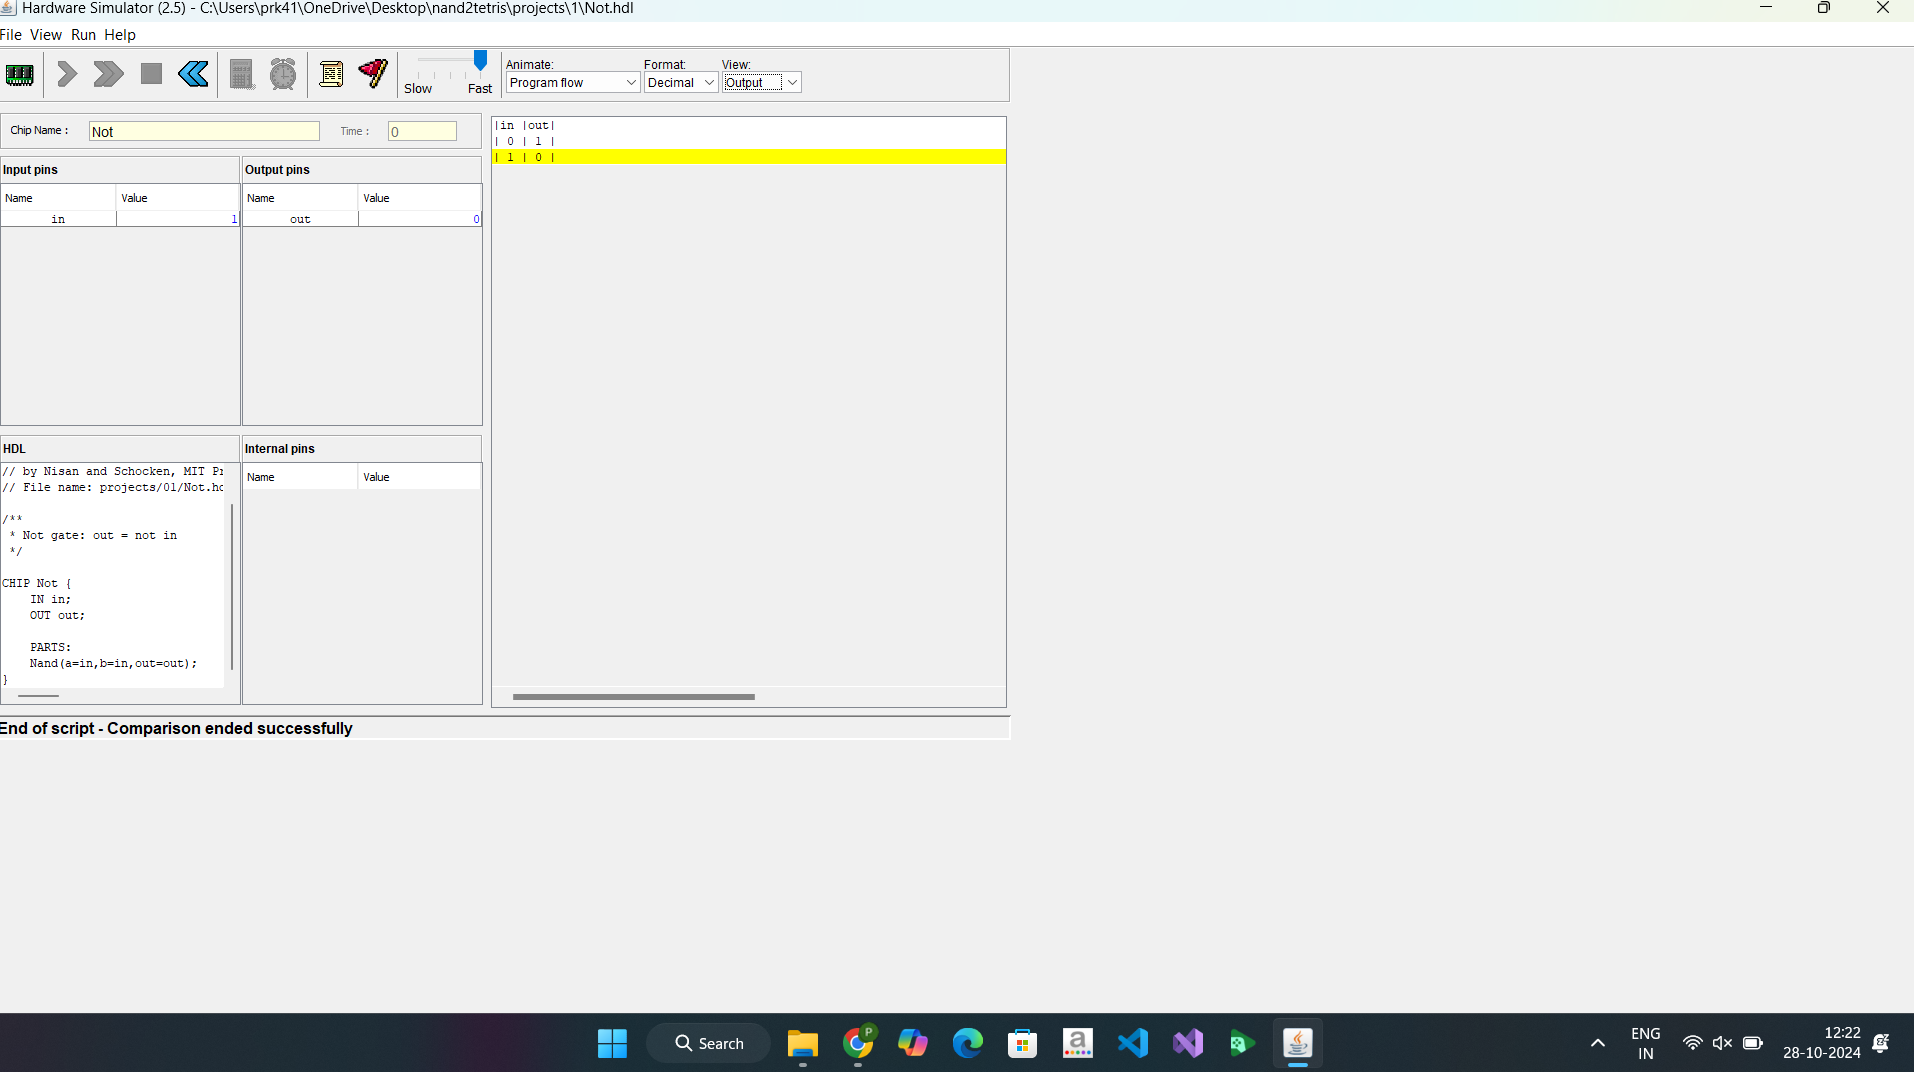 Hardware Simulator (2.5) - C:\Users\prk41\OneDrive\Desktop\nand2tetris\projects\1\Not.hdl
File View Run Help
Slow Fast
Animate: Format: View:
Program flow Decimal Output
Chip Name : Not Time : 0
Input pins
Name Value
in 1
Output pins
Name Value
out 0
|in |out|
| 0 | 1 |
| 1 | 0 |
HDL
// by Nisan and Schocken, MIT Pr
// File name: projects/01/Not.hd
/**
* Not gate: out = not in
*/
CHIP Not {
IN in;
OUT out;
PARTS:
Nand(a=in,b=in,out=out);
}
Internal pins
Name Value
End of script - Comparison ended successfully
Search
P
a
ENG
IN
12:22
28-10-2024